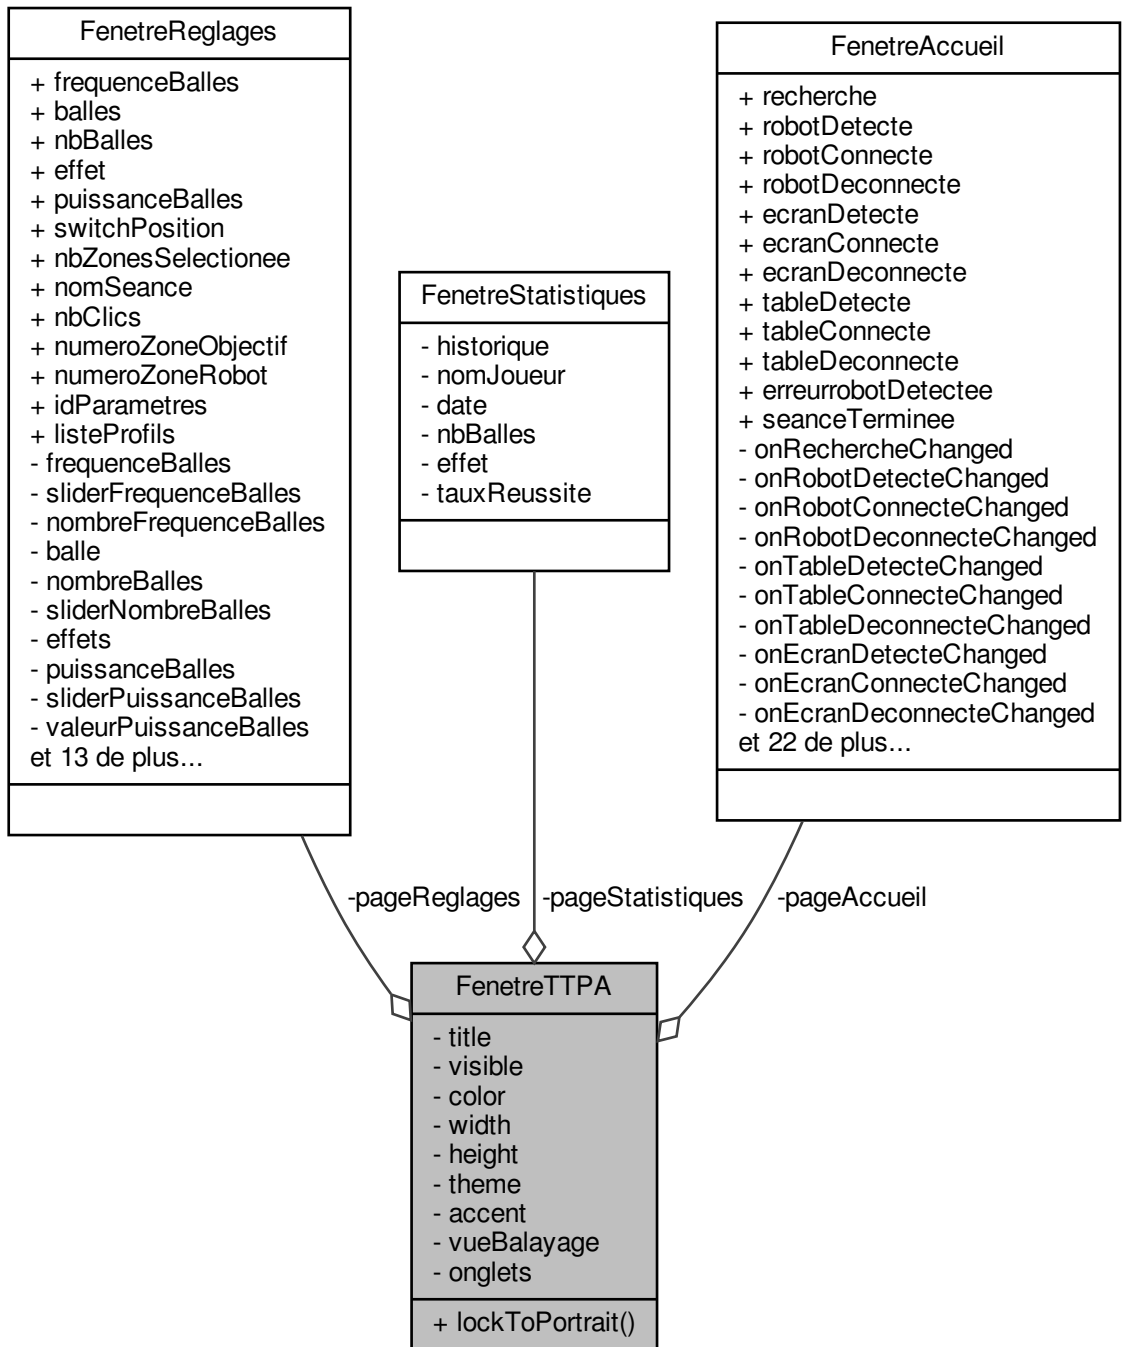 FenetreReglages
+ frequenceBalles
+ balles
+ nbBalles
+ effet
+ puissanceBalles
+ switchPosition
+ nbZonesSelectionee
+ nomSeance
+ nbClics
+ numeroZoneObjectif
+ numeroZoneRobot
+ idParametres
+ listeProfils
- frequenceBalles
- sliderFrequenceBalles
- nombreFrequenceBalles
- balle
- nombreBalles
- sliderNombreBalles
- effets
- puissanceBalles
- sliderPuissanceBalles
- valeurPuissanceBalles
et 13 de plus...
FenetreStatistiques
- historique
- nomJoueur
- date
- nbBalles
- effet
- tauxReussite
FenetreAccueil
+ recherche
+ robotDetecte
+ robotConnecte
+ robotDeconnecte
+ ecranDetecte
+ ecranConnecte
+ ecranDeconnecte
+ tableDetecte
+ tableConnecte
+ tableDeconnecte
+ erreurrobotDetectee
+ seanceTerminee
- onRechercheChanged
- onRobotDetecteChanged
- onRobotConnecteChanged
- onRobotDeconnecteChanged
- onTableDetecteChanged
- onTableConnecteChanged
- onTableDeconnecteChanged
- onEcranDetecteChanged
- onEcranConnecteChanged
- onEcranDeconnecteChanged
et 22 de plus...
-pageReglages
-pageStatistiques
-pageAccueil
FenetreTTPA
- title
- visible
- color
- width
- height
- theme
- accent
- vueBalayage
- onglets
+ lockToPortrait()